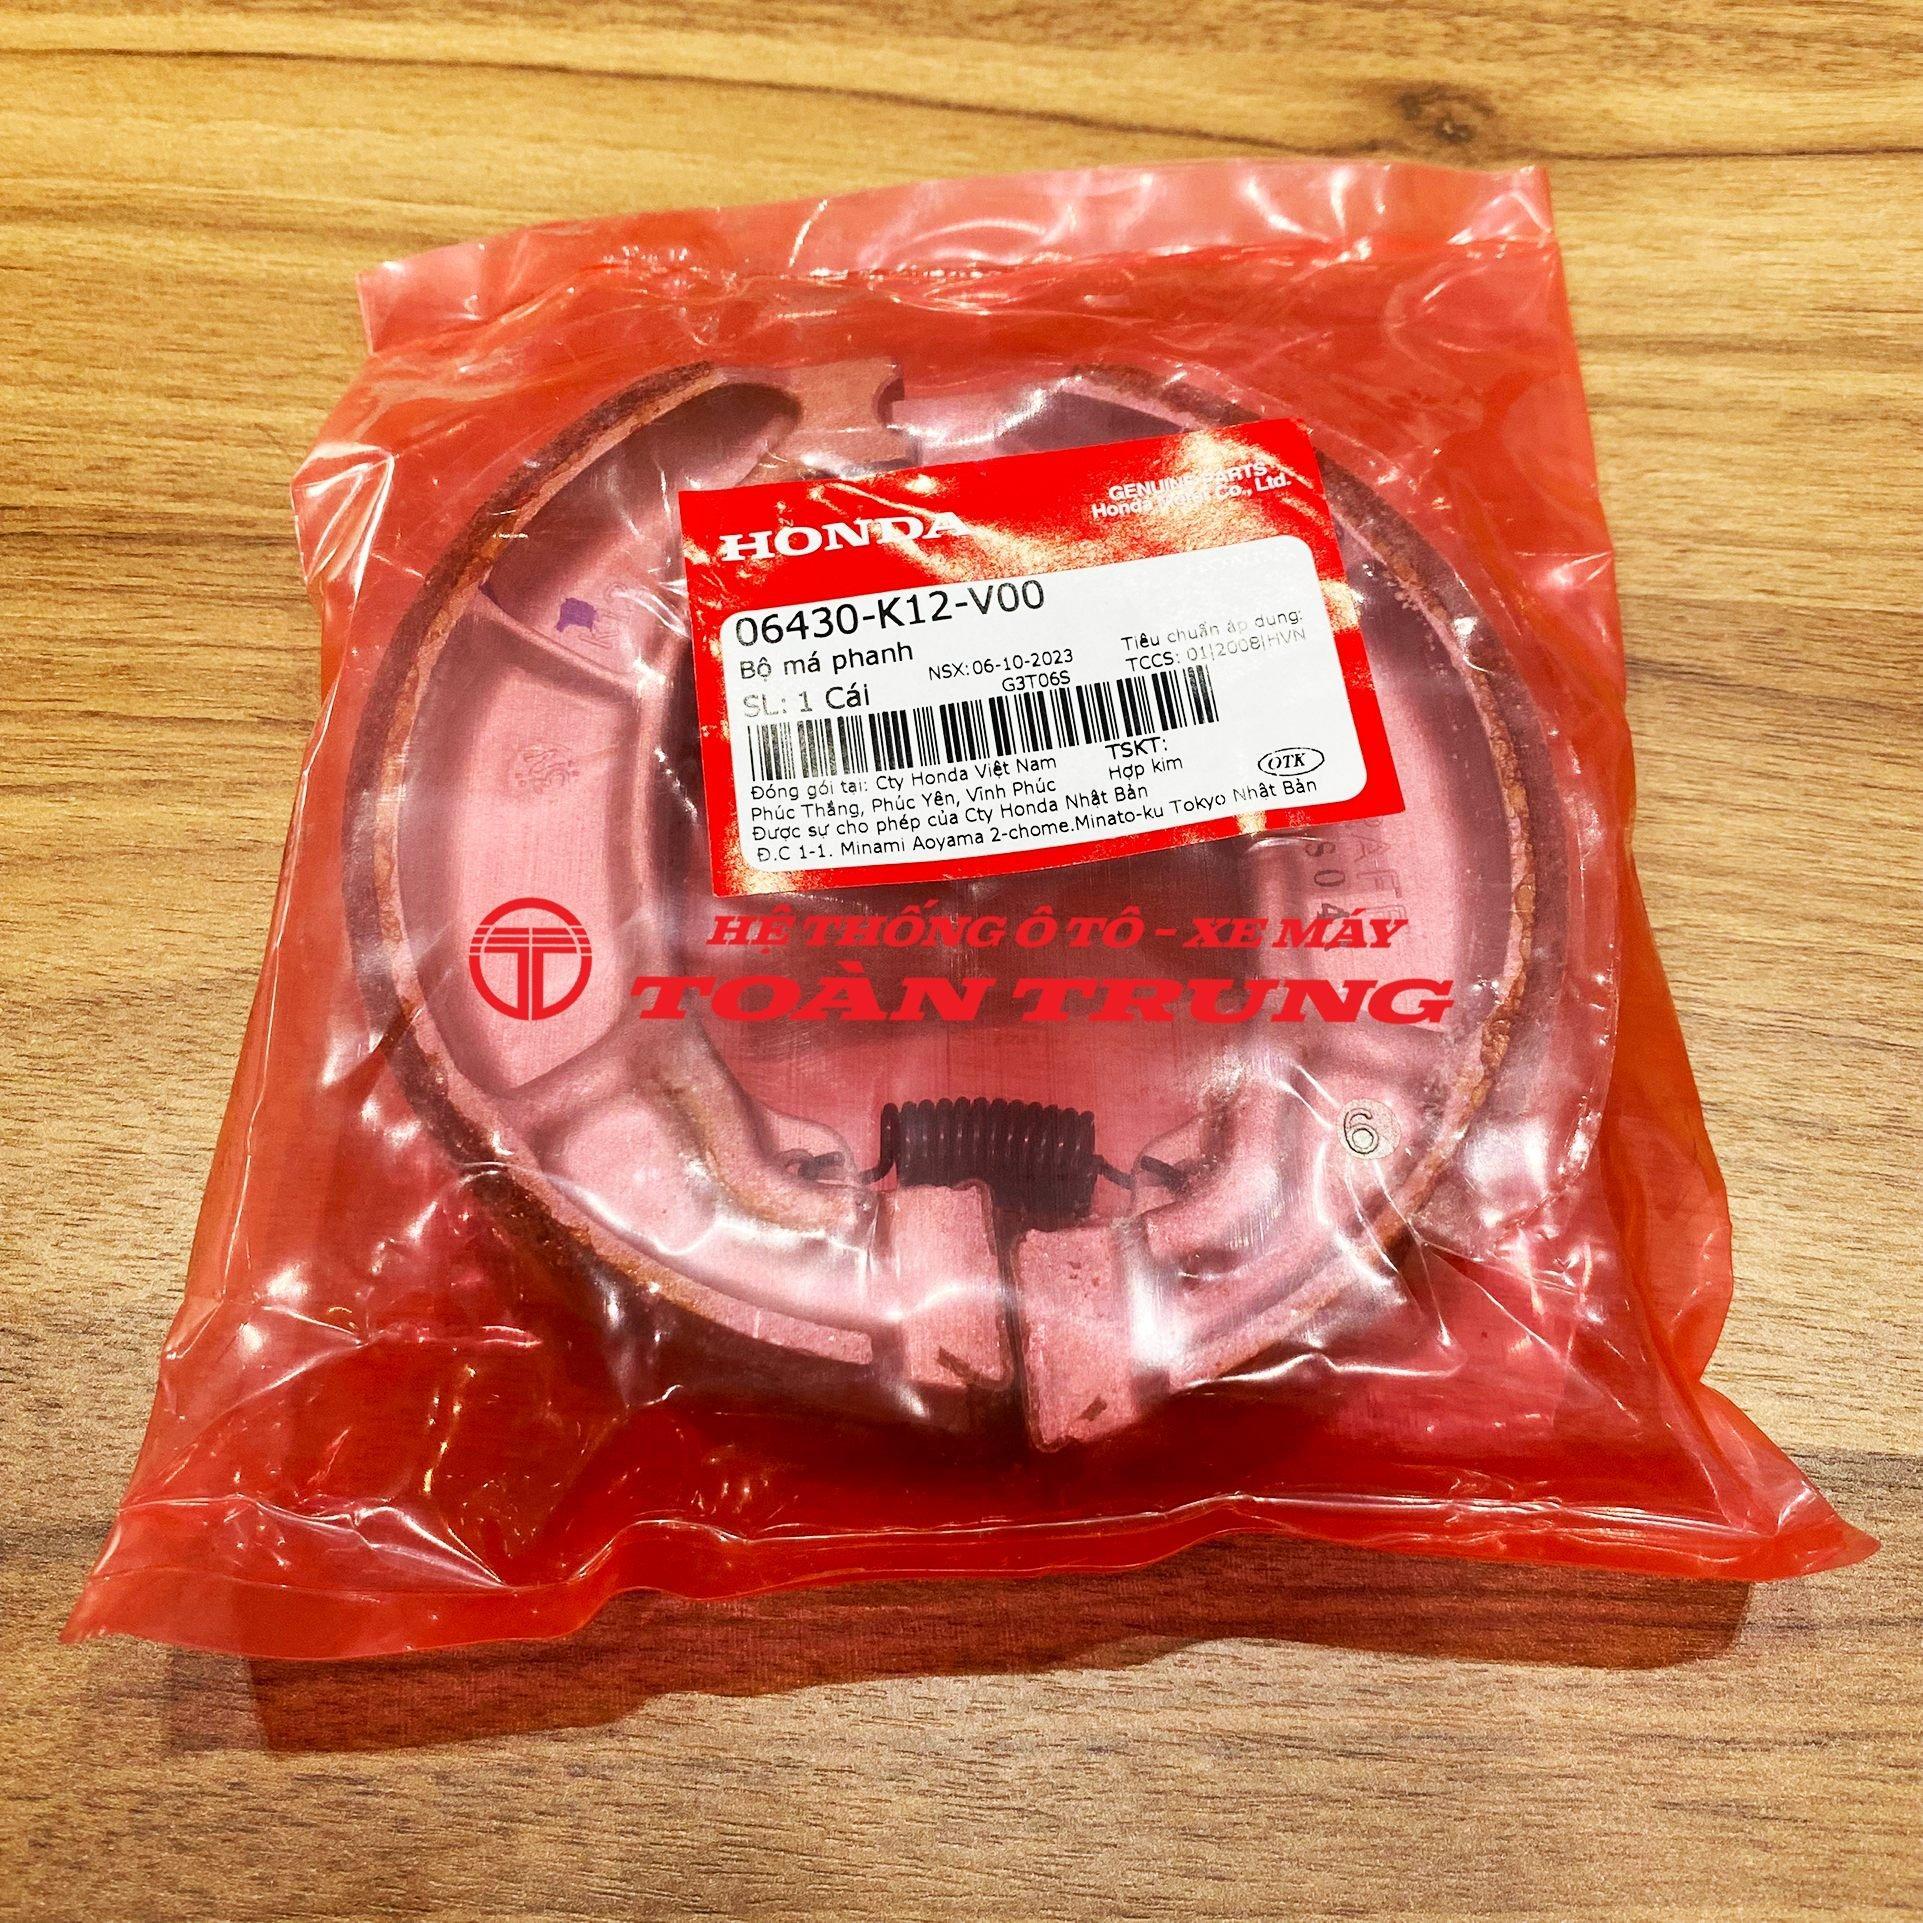 HONDA
GENUINE PARTS
Honda Motor Co., Ltd.
06430-K12-V00
Bộ má phanh
NSX: 06-10-2023
Tiêu chuẩn áp dụng:
TCCS: 01|2008|HVN
SL: 1 Cái
G3T06S
Đóng gói tại: Cty Honda Việt Nam
TSKT:
Phúc Thắng, Phúc Yên, Vĩnh Phúc
Hợp kim
OTK
Được sự cho phép của Cty Honda Nhật Bản
Đ.C 1-1. Minami Aoyama 2-chome.Minato-ku Tokyo Nhật Bản
S04
HỆ THỐNG Ô TÔ - XE MÁY
TOÀN TRUNG
6